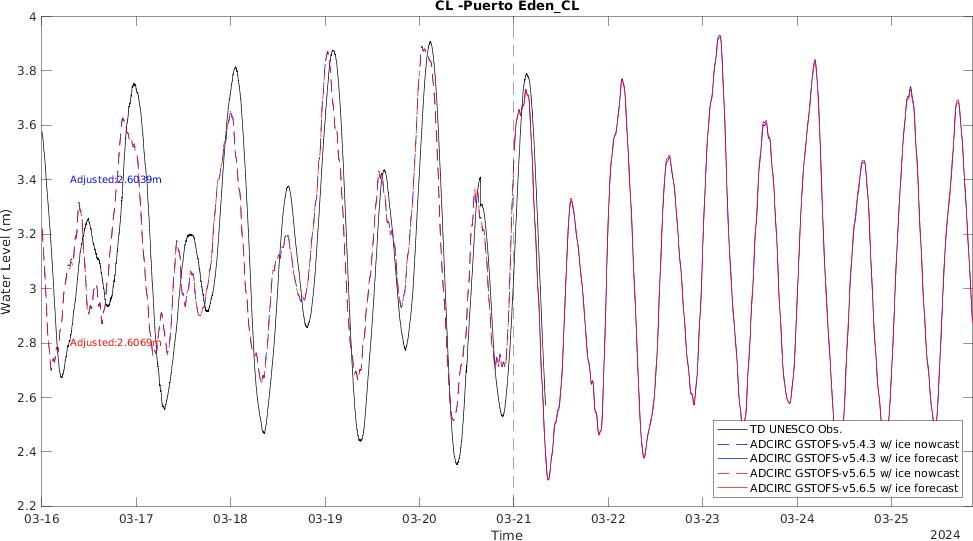 CL -Puerto Eden_CL
4
3.8
3.6
3.4
3.2
3
2.8
2.6
2.4
2.2
Water Level (m)
Adjusted:2.6039m
Adjusted:2.6069m
TD UNESCO Obs.
ADCIRC GSTOFS-v5.4.3 w/ ice nowcast
ADCIRC GSTOFS-v5.4.3 w/ ice forecast
ADCIRC GSTOFS-v5.6.5 w/ ice nowcast
ADCIRC GSTOFS-v5.6.5 w/ ice forecast
03-16 03-17 03-18 03-19 03-20 03-21 03-22 03-23 03-24 03-25
Time
2024